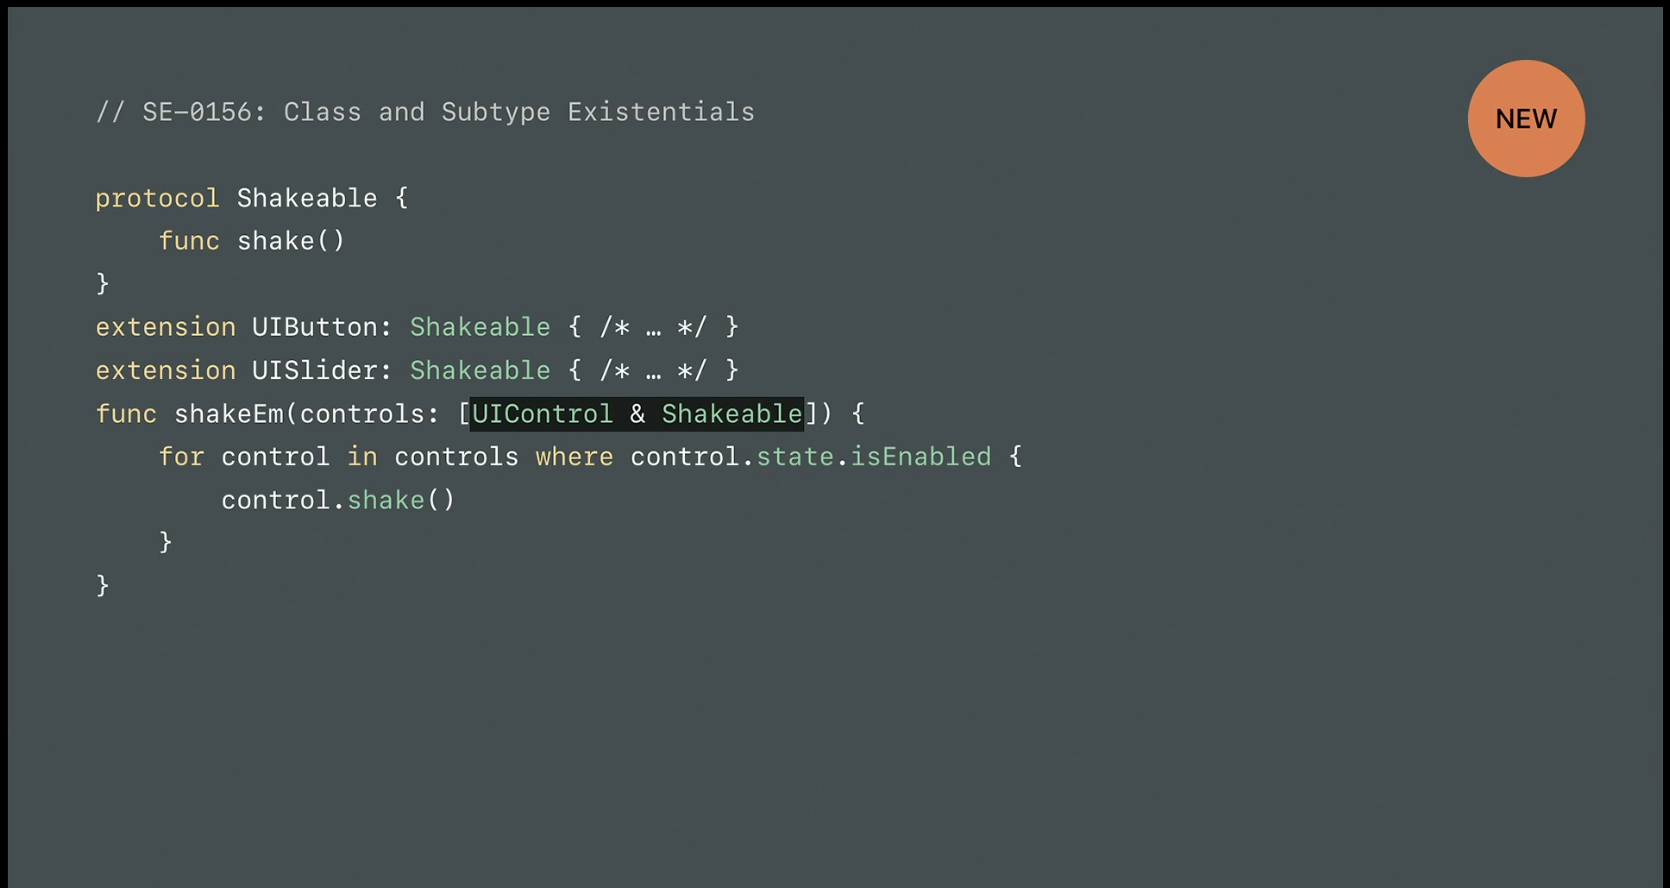 // SE-0156: Class and Subtype Existentials
NEW
protocol Shakeable {
    func shake()
}
extension UIButton: Shakeable { /* … */ }
extension UISlider: Shakeable { /* … */ }
func shakeEm(controls: [UIControl & Shakeable]) {
    for control in controls where control.state.isEnabled {
        control.shake()
    }
}